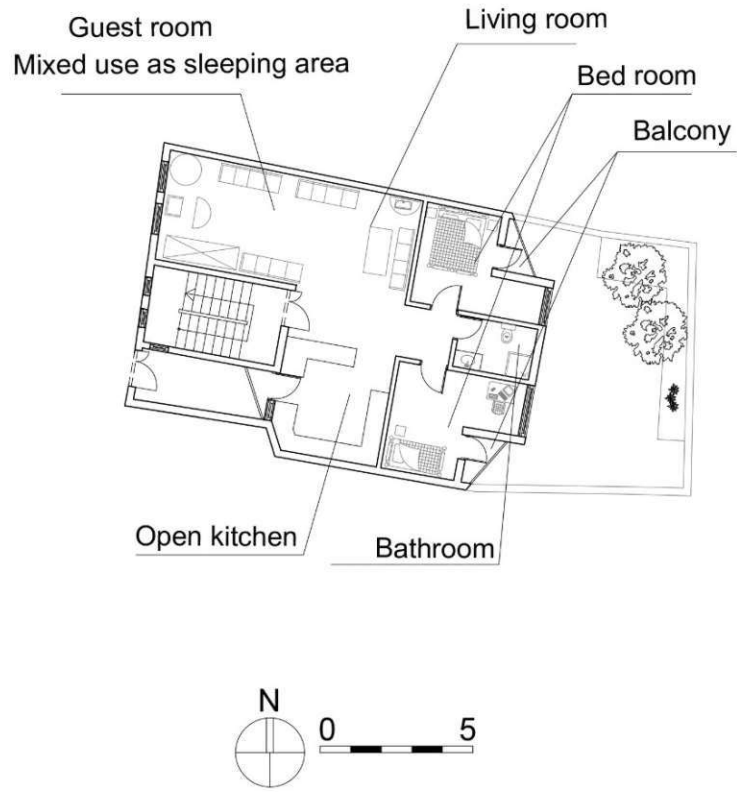 Guest room
Mixed use as sleeping area
Living room
Bed room
Balcony
Open kitchen
Bathroom
N
0 5